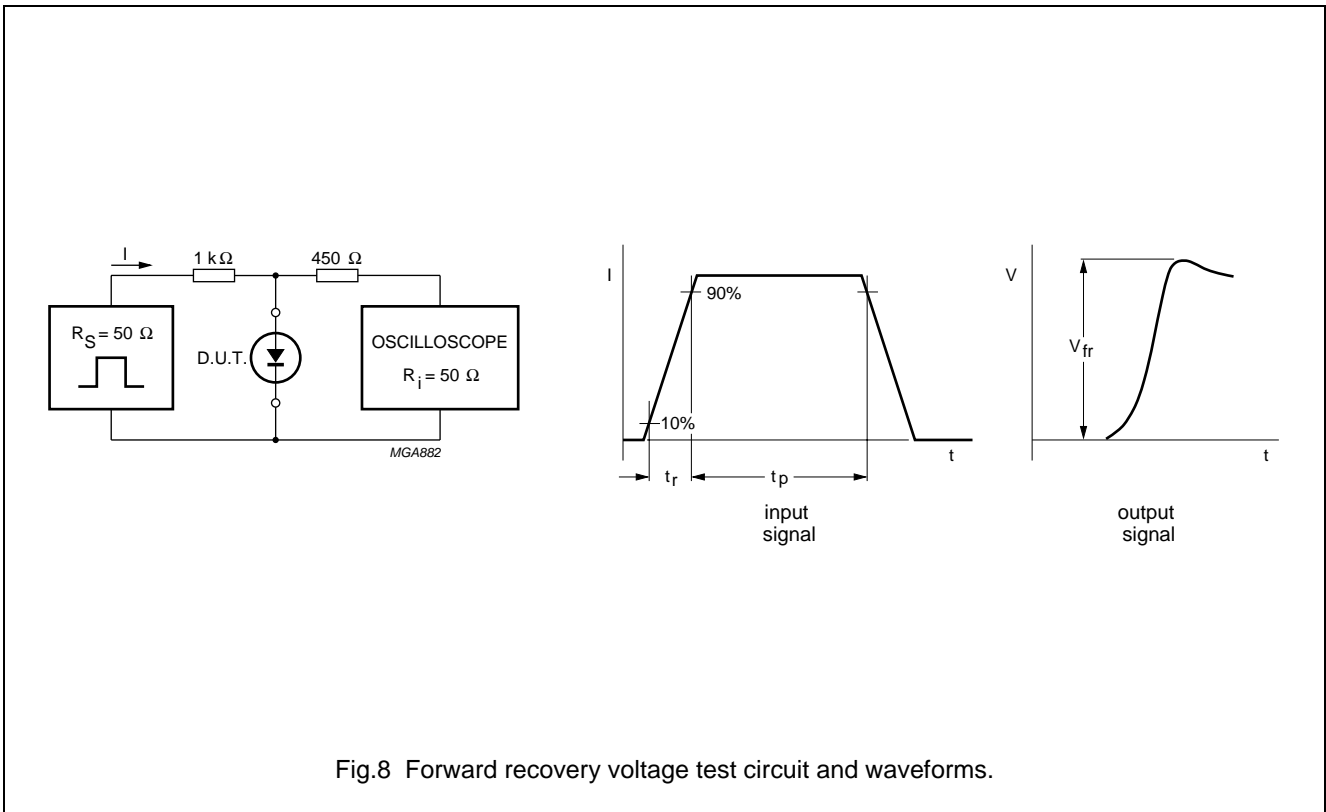 I
1 kΩ
450 Ω
R_S = 50 Ω
D.U.T.
OSCILLOSCOPE
R_i = 50 Ω
MGA882
I
90%
10%
t
t_r
t_p
input
signal
V
V_fr
t
output
signal
Fig.8 Forward recovery voltage test circuit and waveforms.